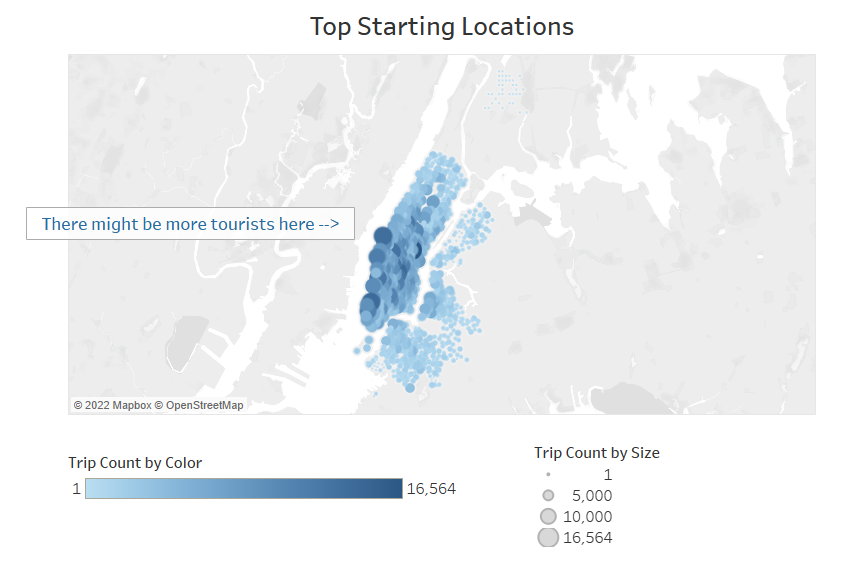 Top Starting Locations
There might be more tourists here -->
© 2022 Mapbox © OpenStreetMap
Trip Count by Color
1 16,564
Trip Count by Size
1
5,000
10,000
16,564